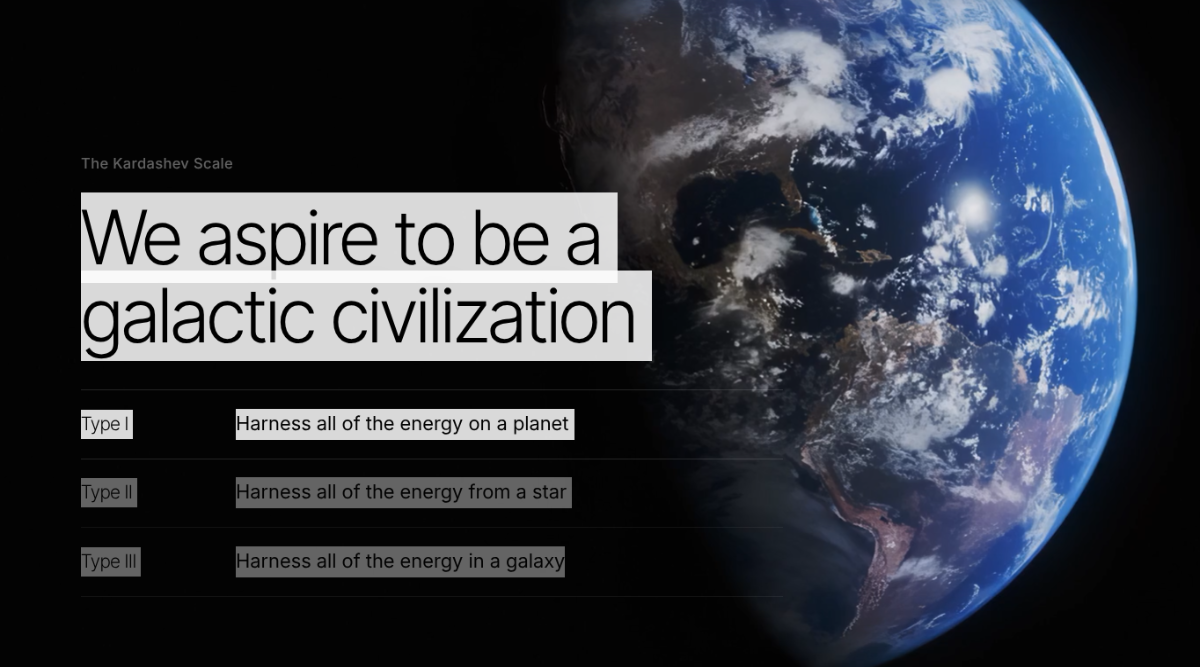 The Kardashev Scale
We aspire to be a
galactic civilization
Type I Harness all of the energy on a planet
Type II Harness all of the energy from a star
Type III Harness all of the energy in a galaxy